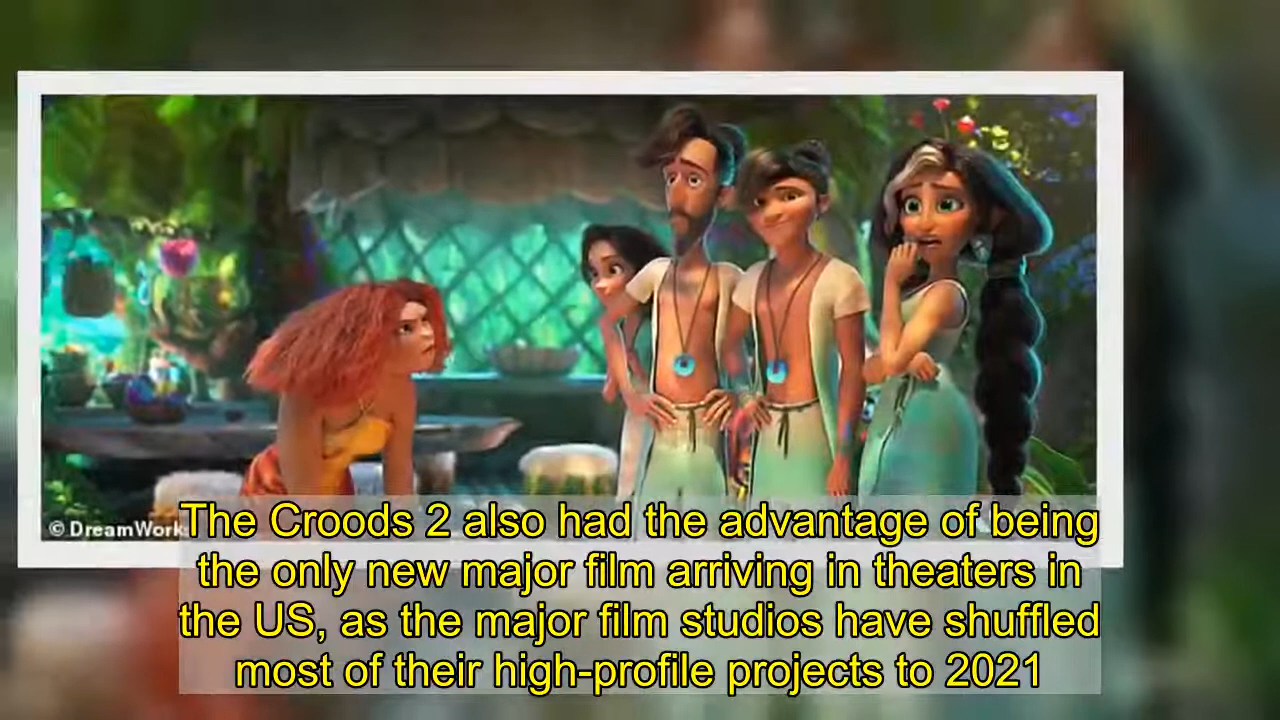 © DreamWork
The Croods 2 also had the advantage of being
the only new major film arriving in theaters in
the US, as the major film studios have shuffled
most of their high-profile projects to 2021